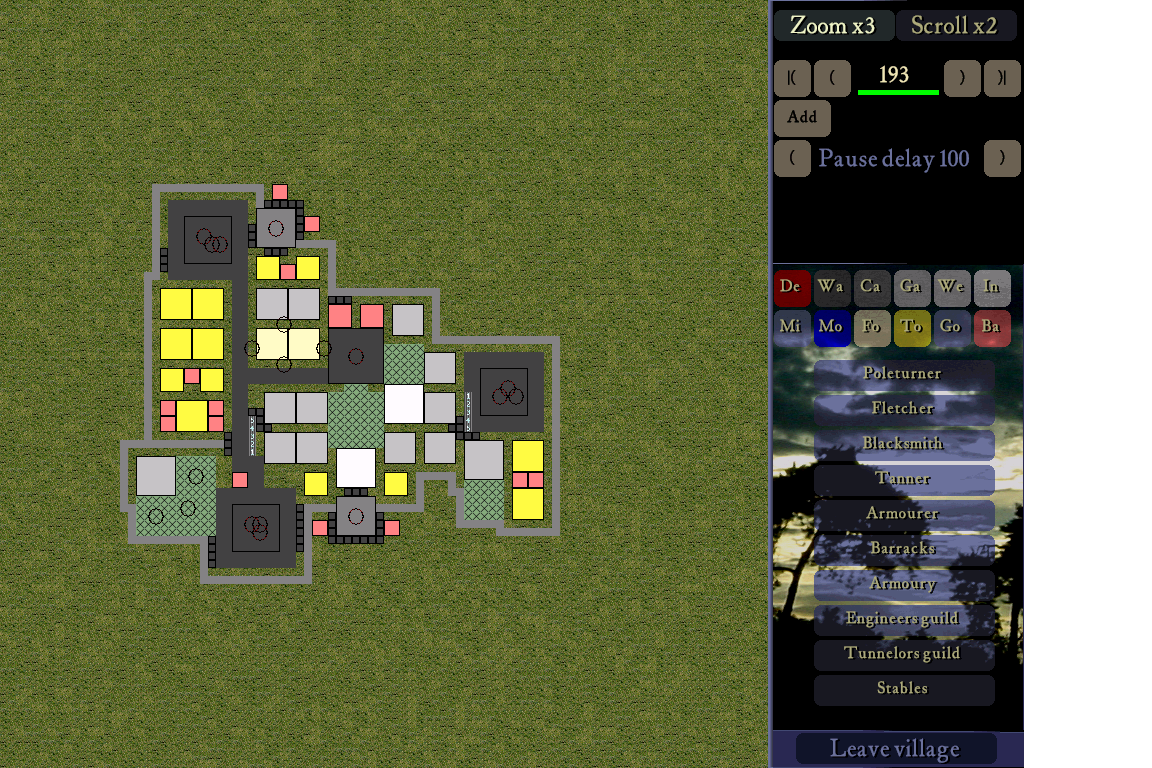 Zoom x3 Scroll x2
|( ( 193 ) )|
Add
( Pause delay 100 )
De Wa Ca Ga We In
Mi Mo Fo To Go Ba
Poleturner
Fletcher
Blacksmith
Tanner
Armourer
Barracks
Armoury
Engineers guild
Tunnelors guild
Stables
Leave village